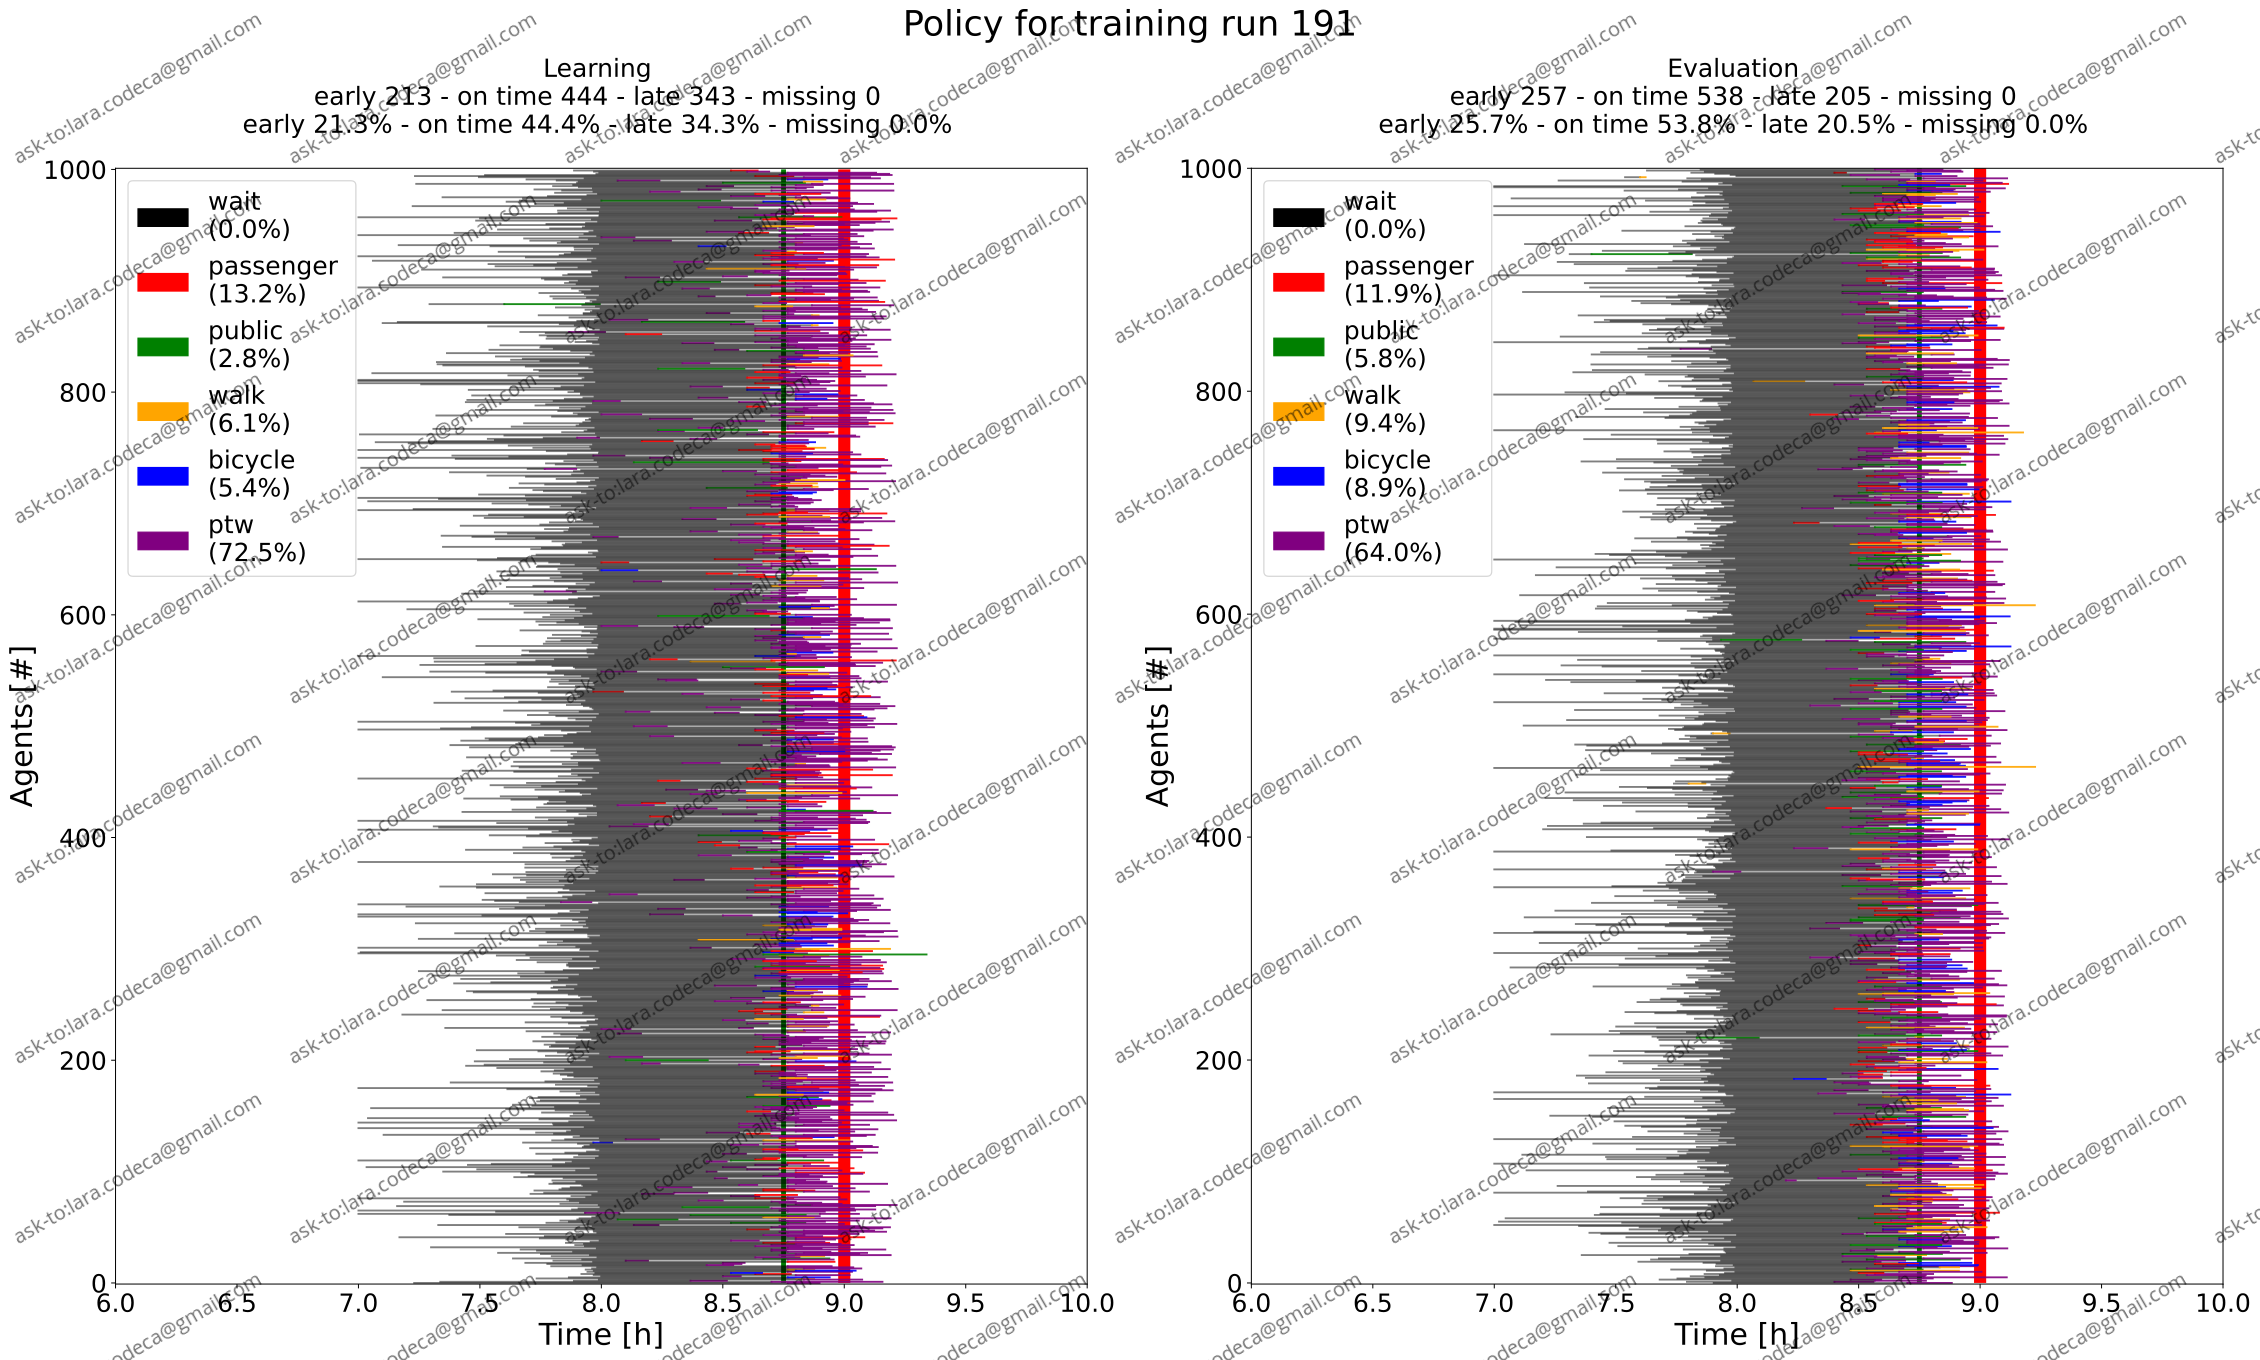 Policy for training run 191
Learning
early 213 - on time 444 - late 343 - missing 0
early 21.3% - on time 44.4% - late 34.3% - missing 0.0%
1000
800
600
400
200
0
Agents [#]
wait
(0.0%)
passenger
(13.2%)
public
(2.8%)
walk
(6.1%)
bicycle
(5.4%)
ptw
(72.5%)
6.0 6.5 7.0 7.5 8.0 8.5 9.0 9.5 10.0
Time [h]
Evaluation
early 257 - on time 538 - late 205 - missing 0
early 25.7% - on time 53.8% - late 20.5% - missing 0.0%
1000
800
600
400
200
0
Agents [#]
wait
(0.0%)
passenger
(11.9%)
public
(5.8%)
walk
(9.4%)
bicycle
(8.9%)
ptw
(64.0%)
6.0 6.5 7.0 7.5 8.0 8.5 9.0 9.5 10.0
Time [h]
ask-to:lara.codeca@gmail.com